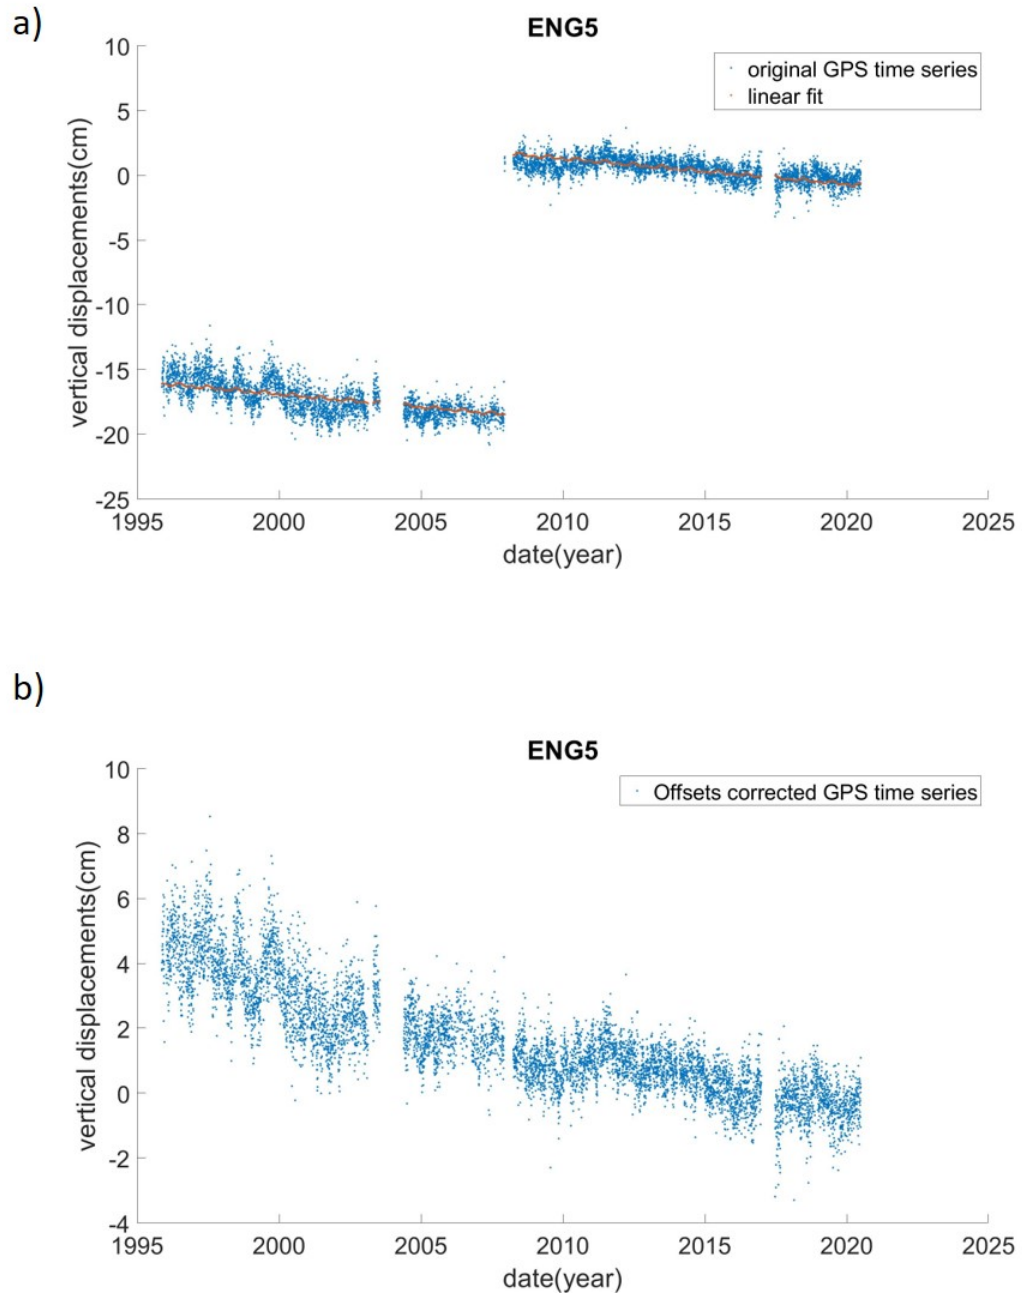 a)
ENG5
original GPS time series
linear fit
10
5
0
-5
-10
-15
-20
-25
vertical displacements(cm)
1995 2000 2005 2010 2015 2020 2025
date(year)
b)
ENG5
Offsets corrected GPS time series
10
8
6
4
2
0
-2
-4
vertical displacements(cm)
1995 2000 2005 2010 2015 2020 2025
date(year)